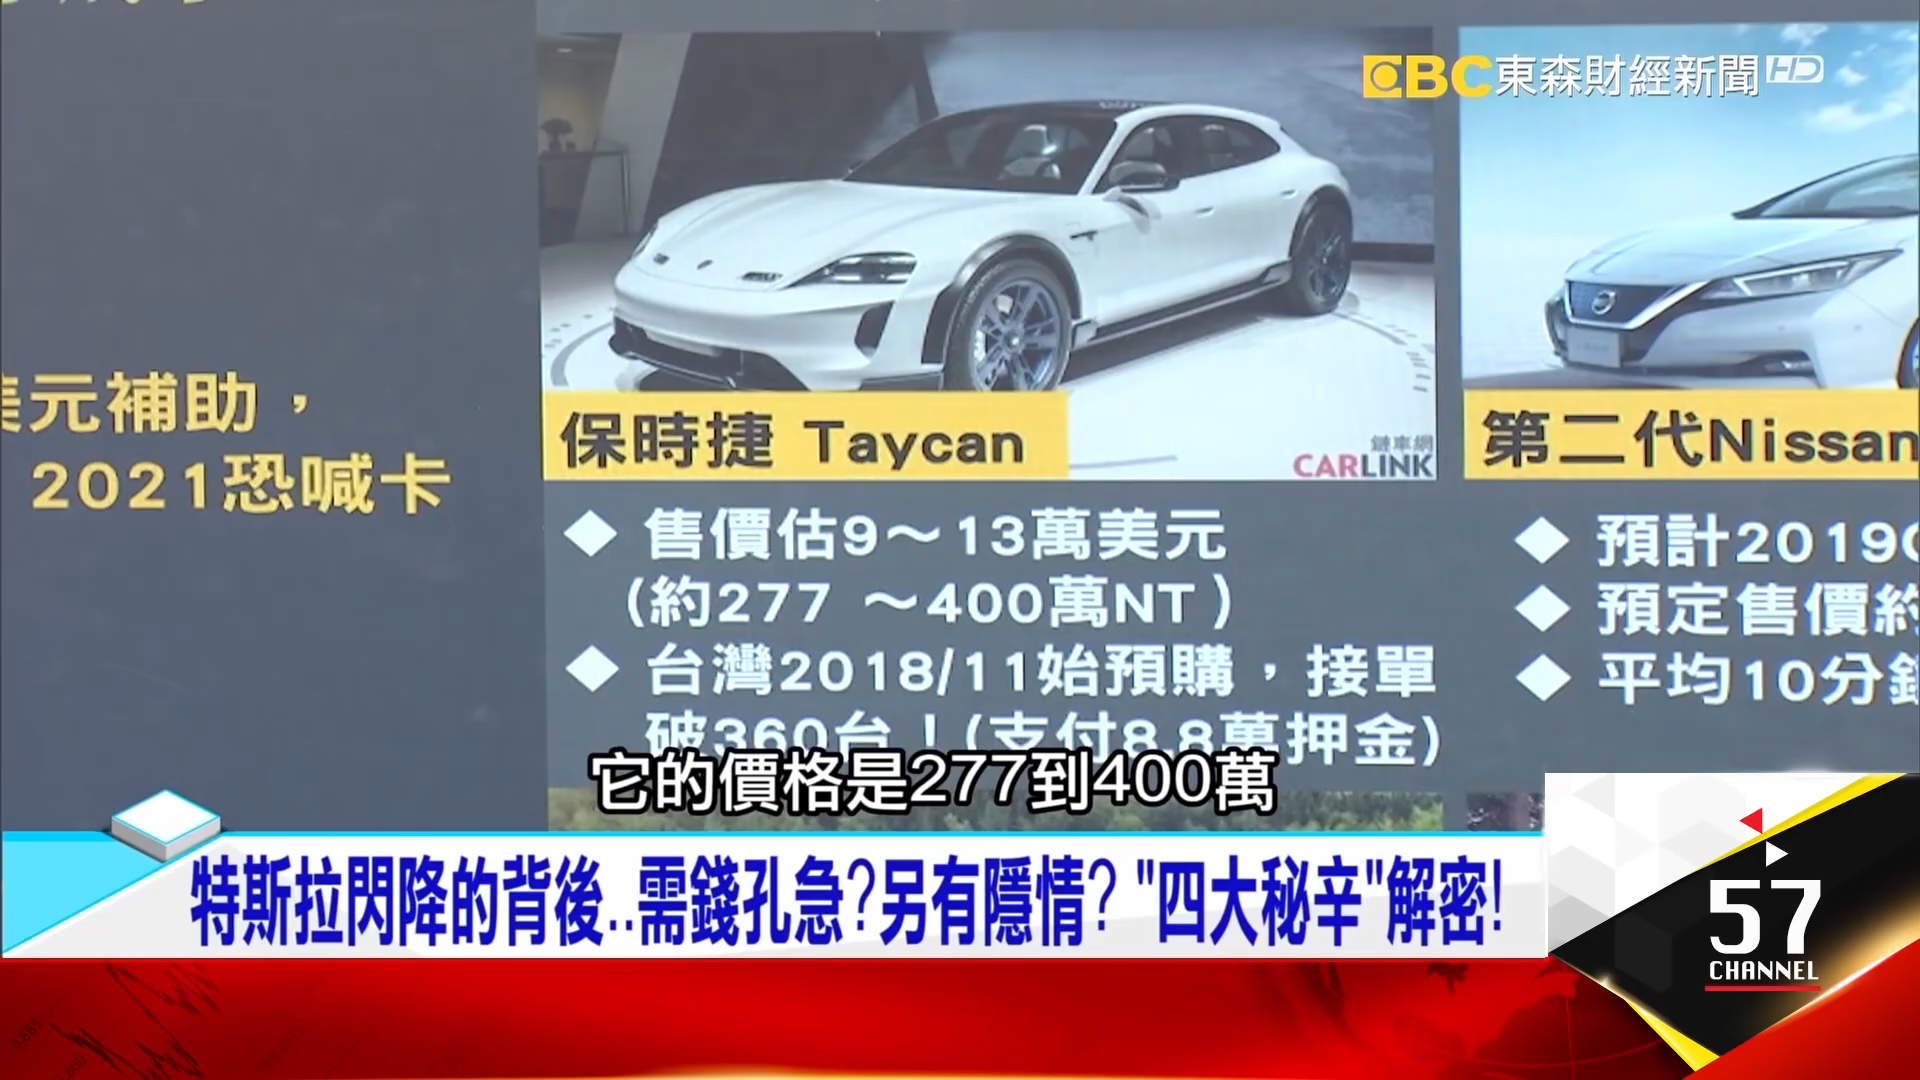 EBC東森財經新聞HD
美元補助，
2021恐喊卡
保時捷 Taycan
鏈車網
CARLINK
◆ 售價估9～13萬美元
(約277 ～400萬NT)
◆ 台灣2018/11始預購，接單
破360台！(支付8.8萬押金)
第二代Nissan
◆ 預計2019
◆ 預定售價約
◆ 平均10分鐘
它的價格是277到400萬
特斯拉閃降的背後..需錢孔急?另有隱情? "四大秘辛"解密!
57
CHANNEL